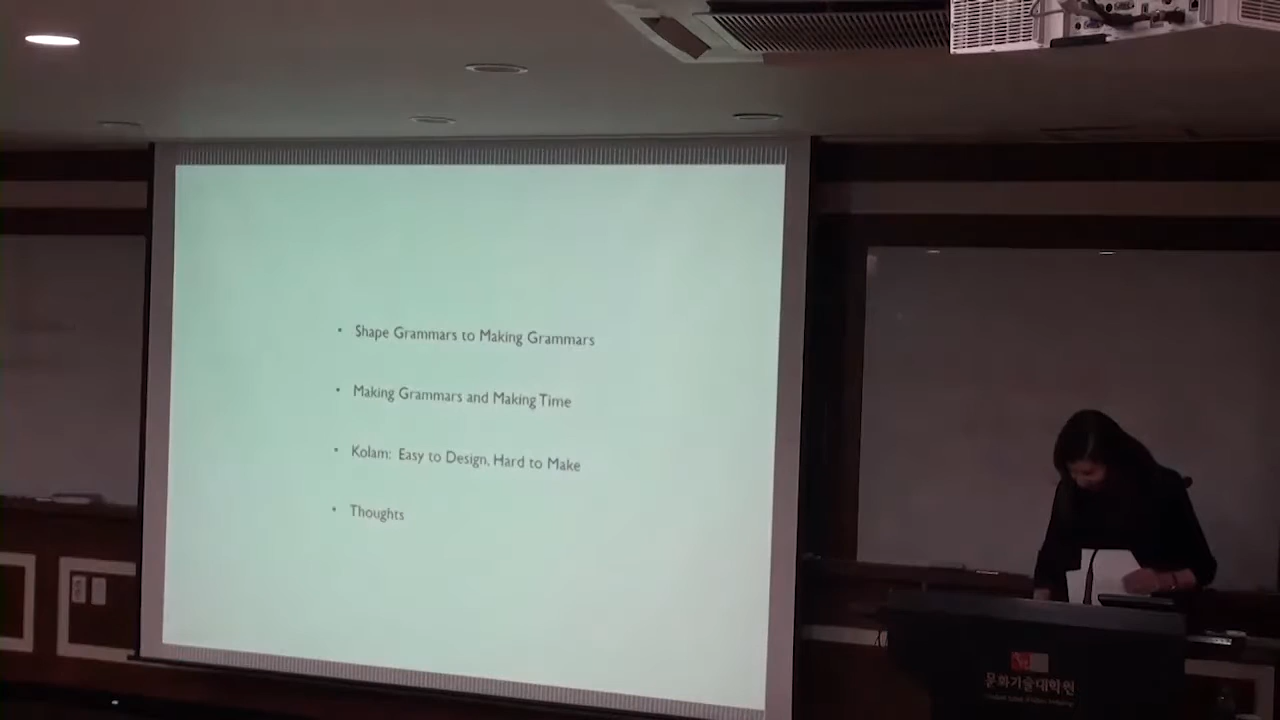 • Shape Grammars to Making Grammars
• Making Grammars and Making Time
• Kolam: Easy to Design, Hard to Make
• Thoughts
문화기술대학원